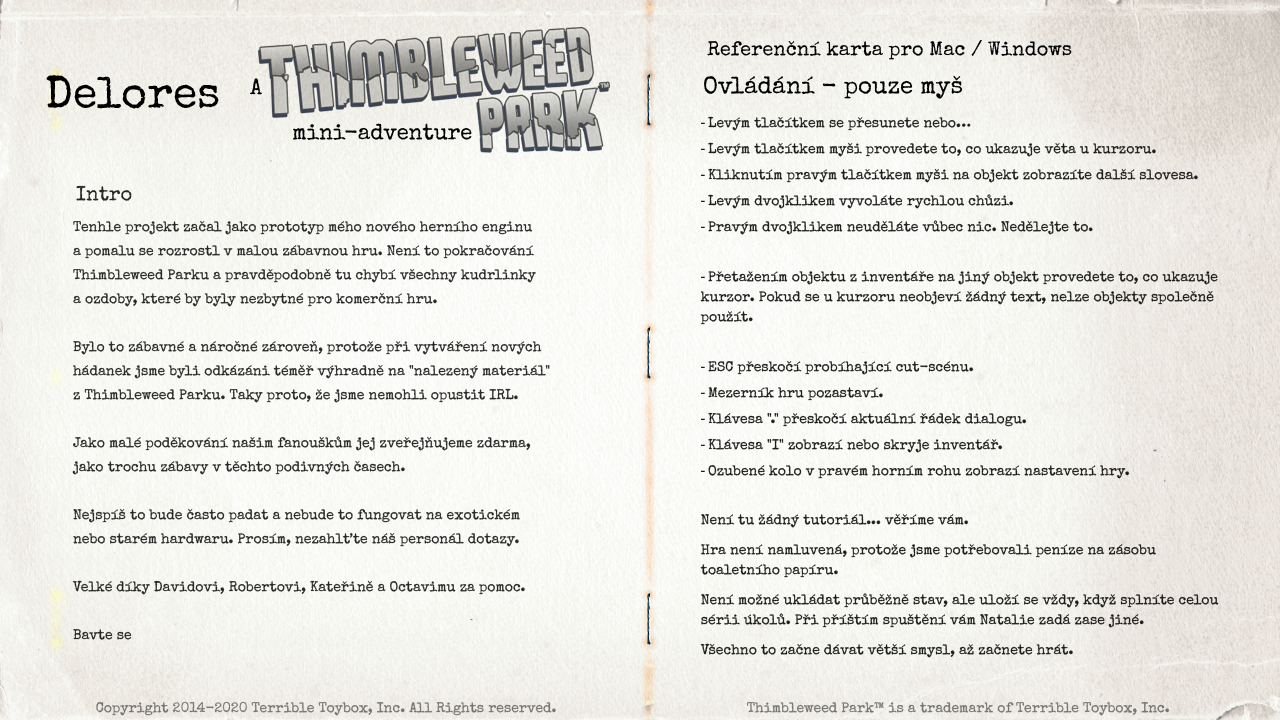 Delores
A THIMBLEWEED PARK™
mini-adventure
Intro
Tenhle projekt začal jako prototyp mého nového herního enginu
a pomalu se rozrostl v malou zábavnou hru. Není to pokračování
Thimbleweed Parku a pravděpodobně tu chybí všechny kudrlinky
a ozdoby, které by byly nezbytné pro komerční hru.
Bylo to zábavné a náročné zároveň, protože při vytváření nových
hádanek jsme byli odkázáni téměř výhradně na "nalezený materiál"
z Thimbleweed Parku. Taky proto, že jsme nemohli opustit IRL.
Jako malé poděkování našim fanouškům jej zveřejňujeme zdarma,
jako trochu zábavy v těchto podivných časech.
Nejspíš to bude často padat a nebude to fungovat na exotickém
nebo starém hardwaru. Prosím, nezahlťte náš personál dotazy.
Velké díky Davidovi, Robertovi, Kateřině a Octavimu za pomoc.
Bavte se
Copyright 2014-2020 Terrible Toybox, Inc. All Rights reserved.
Referenční karta pro Mac / Windows
Ovládání - pouze myš
- Levým tlačítkem se přesunete nebo...
- Levým tlačítkem myši provedete to, co ukazuje věta u kurzoru.
- Kliknutím pravým tlačítkem myši na objekt zobrazíte další slovesa.
- Levým dvojklikem vyvoláte rychlou chůzi.
- Pravým dvojklikem neuděláte vůbec nic. Nedělejte to.
- Přetažením objektu z inventáře na jiný objekt provedete to, co ukazuje
kurzor. Pokud se u kurzoru neobjeví žádný text, nelze objekty společně
použít.
- ESC přeskočí probíhající cut-scénu.
- Mezerník hru pozastaví.
- Klávesa "." přeskočí aktuální řádek dialogu.
- Klávesa "I" zobrazí nebo skryje inventář.
- Ozubené kolo v pravém horním rohu zobrazí nastavení hry.
Není tu žádný tutoriál... věříme vám.
Hra není namluvená, protože jsme potřebovali peníze na zásobu
toaletního papíru.
Není možné ukládat průběžně stav, ale uloží se vždy, když splníte celou
sérii úkolů. Při příštím spuštění vám Natalie zadá zase jiné.
Všechno to začne dávat větší smysl, až začnete hrát.
Thimbleweed Park™ is a trademark of Terrible Toybox, Inc.